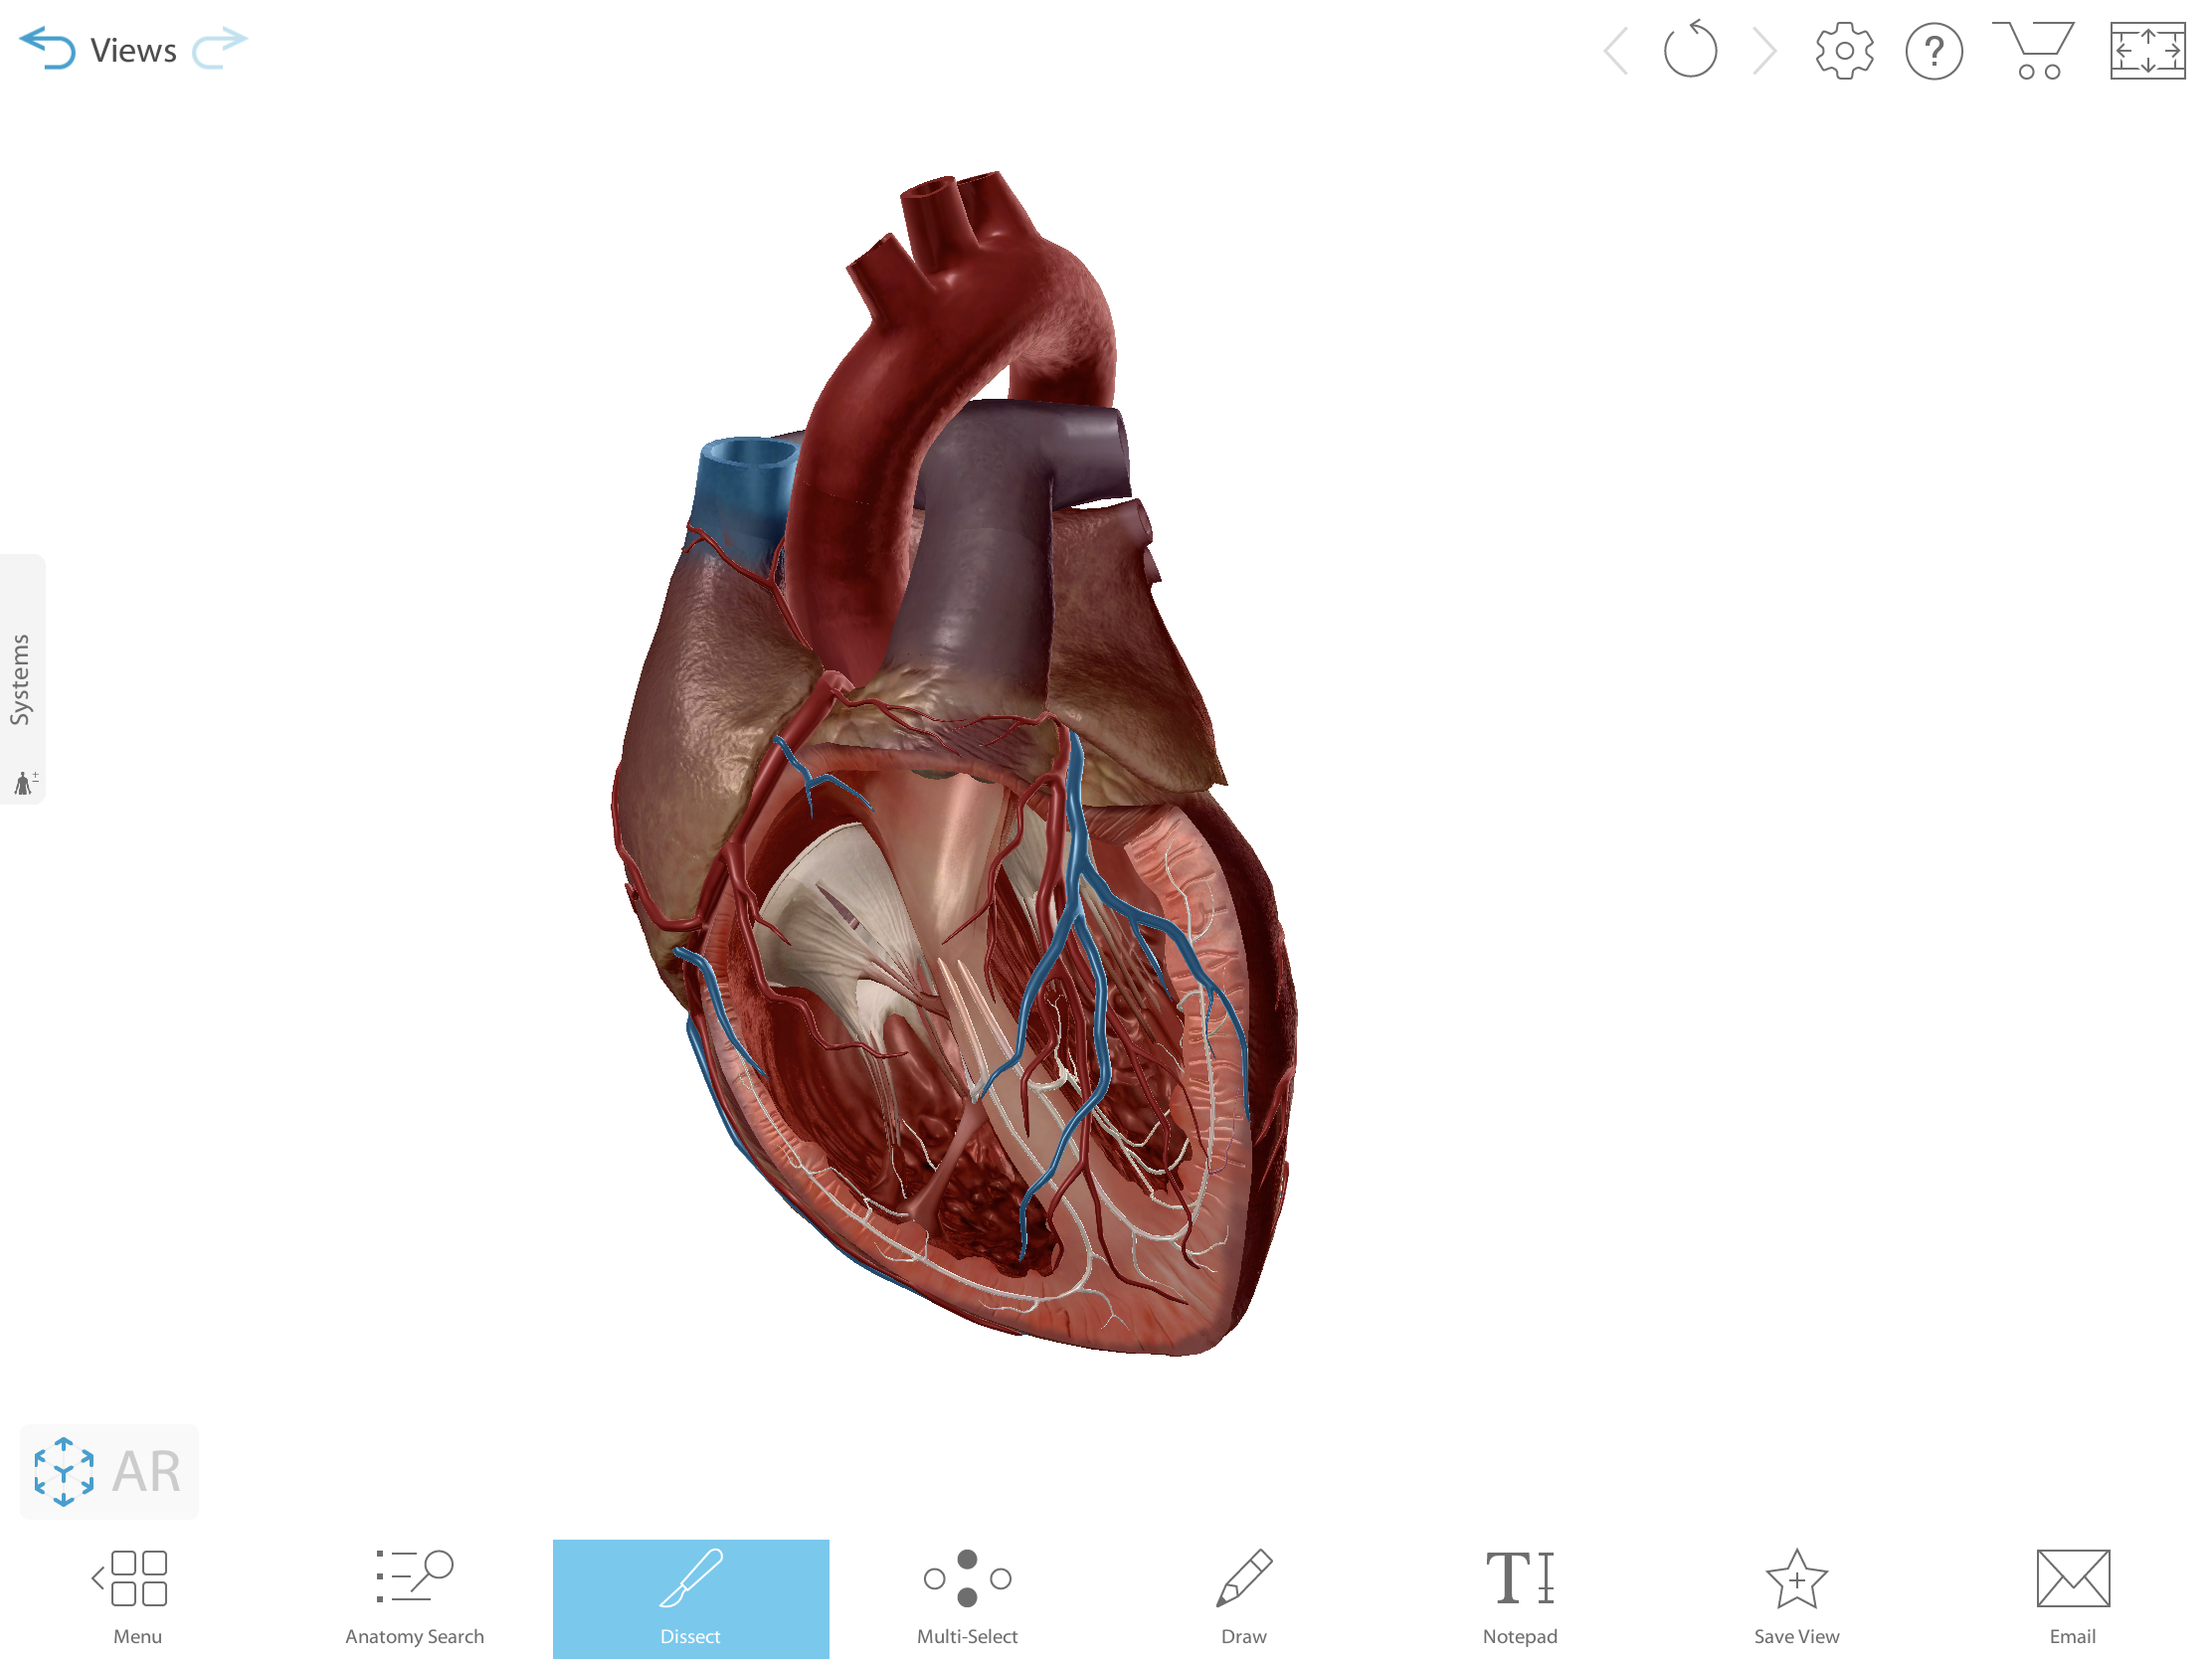 Views
?
Systems
AR
Menu
Anatomy Search
Dissect
Multi-Select
Draw
Notepad
Save View
Email